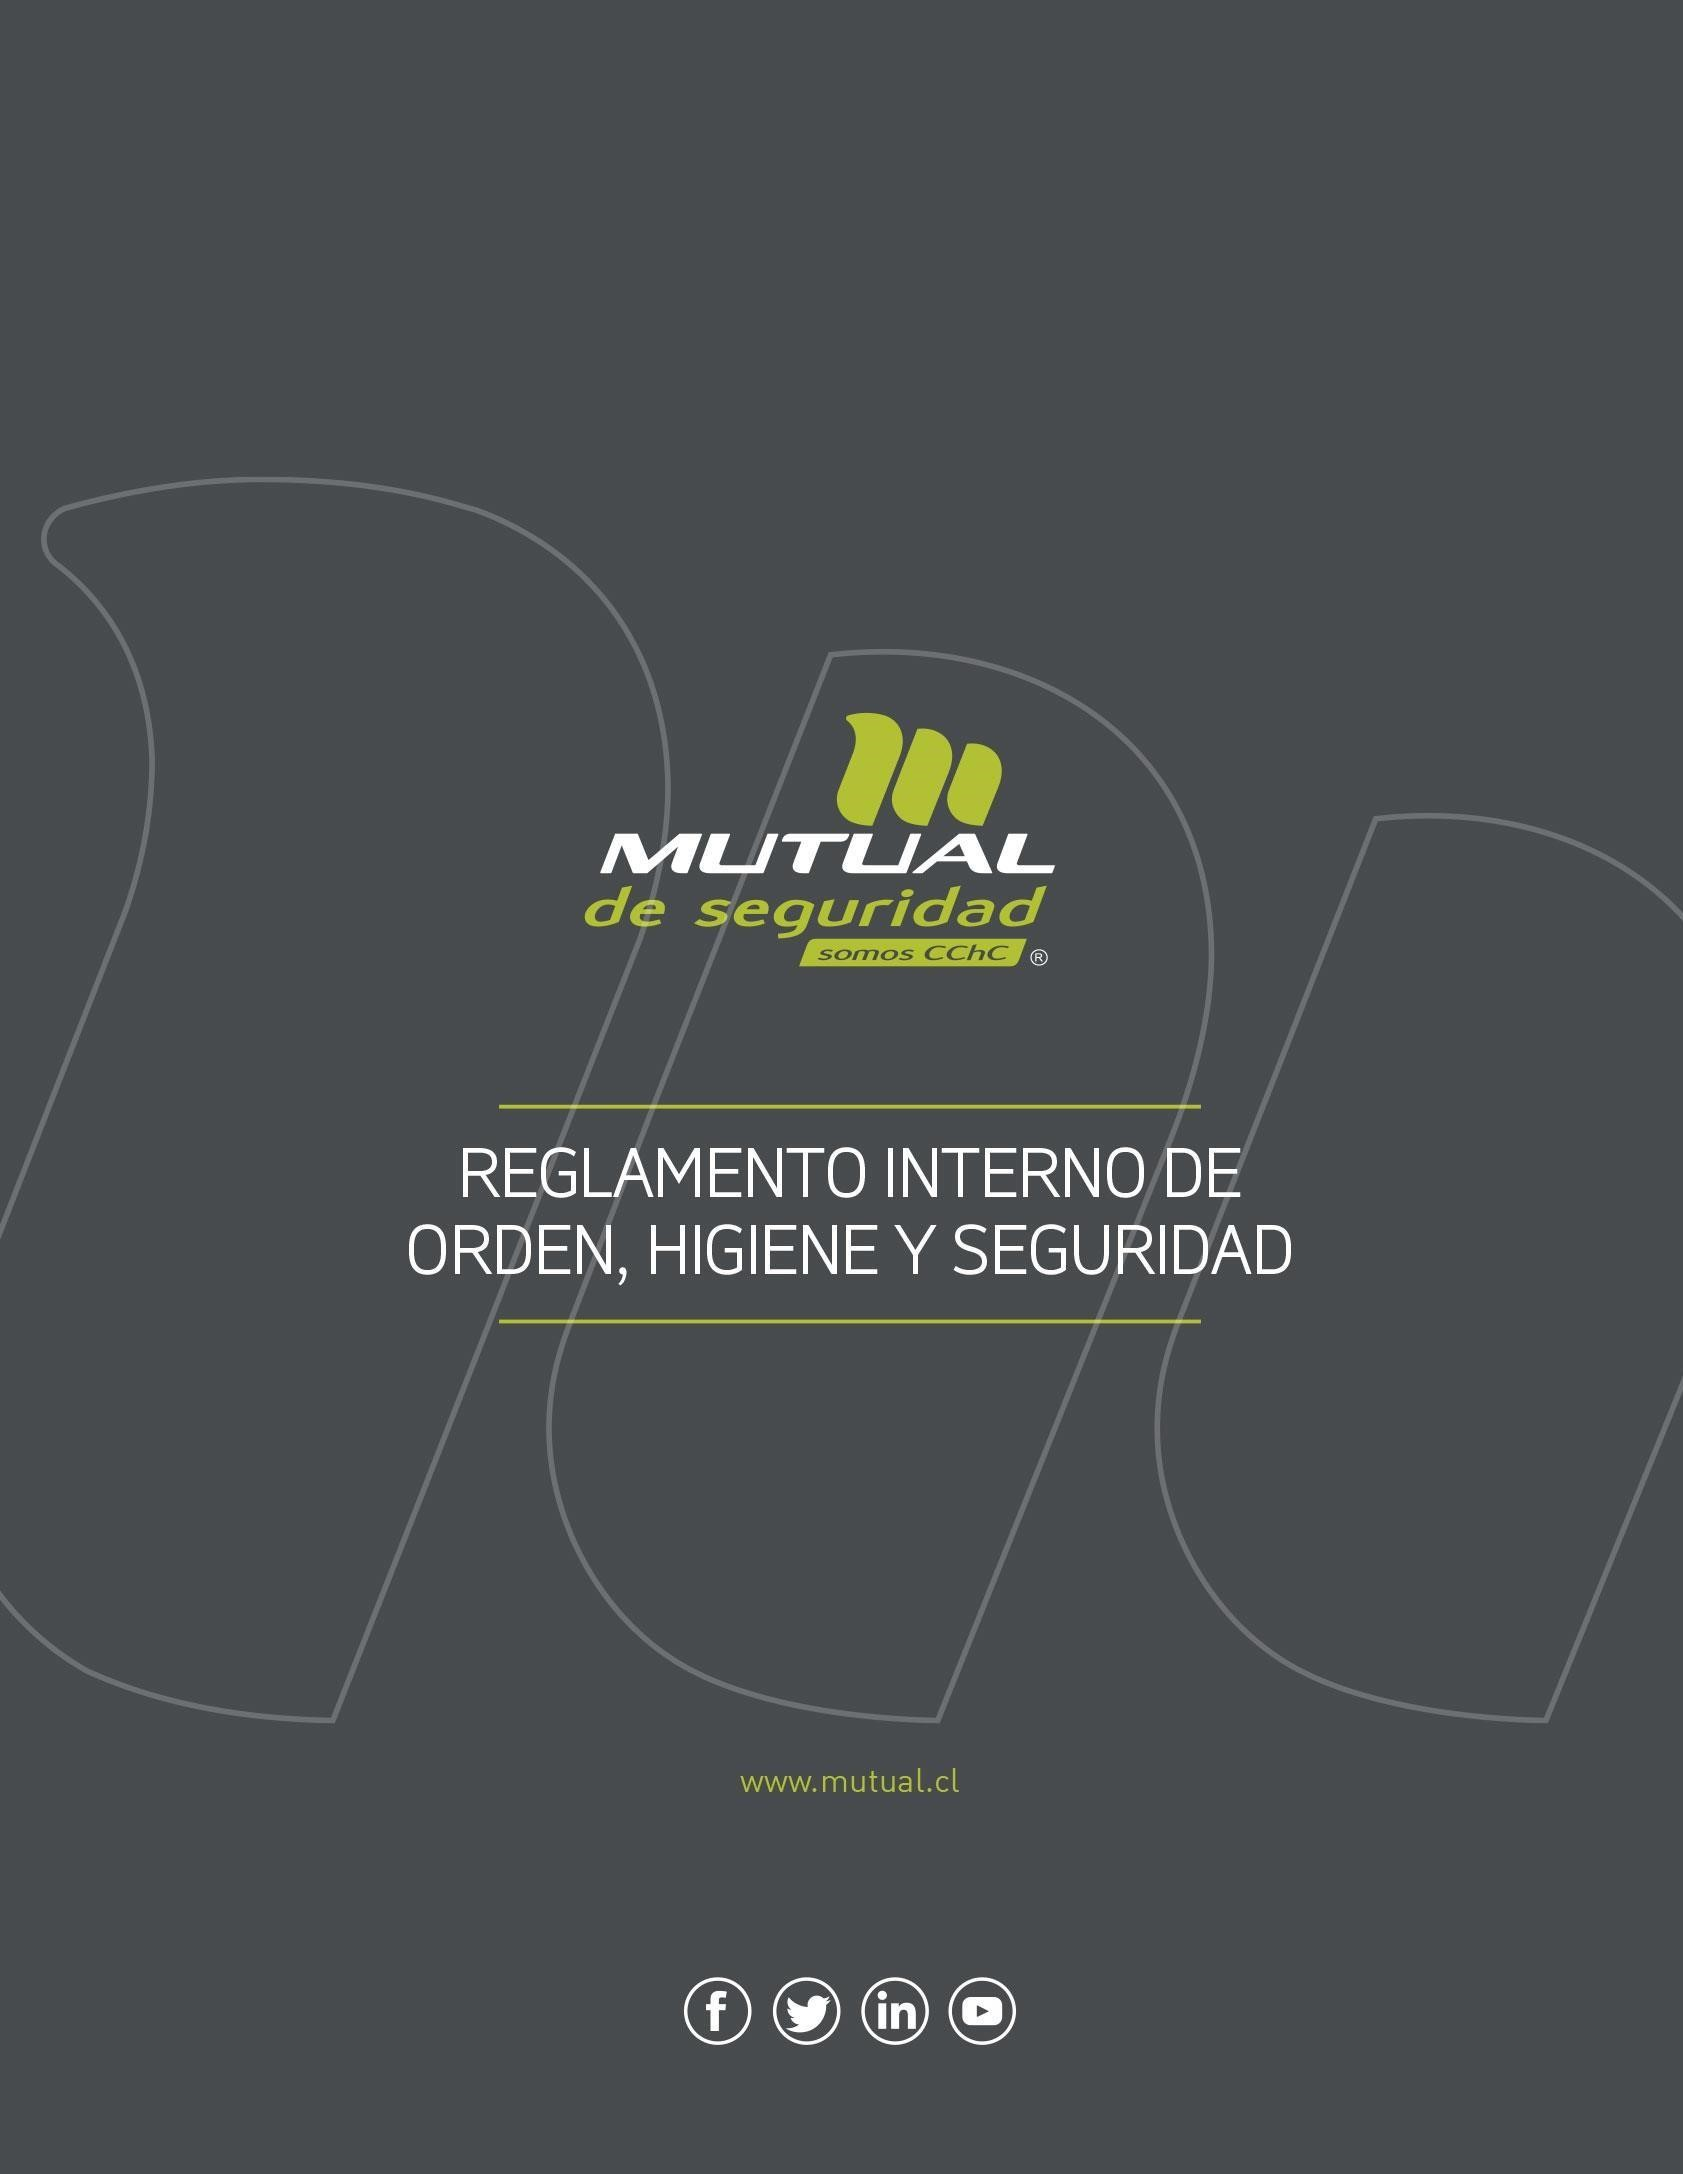 MUTUAL
de seguridad
somos CChC ®
REGLAMENTO INTERNO DE
ORDEN, HIGIENE Y SEGURIDAD
www.mutual.cl